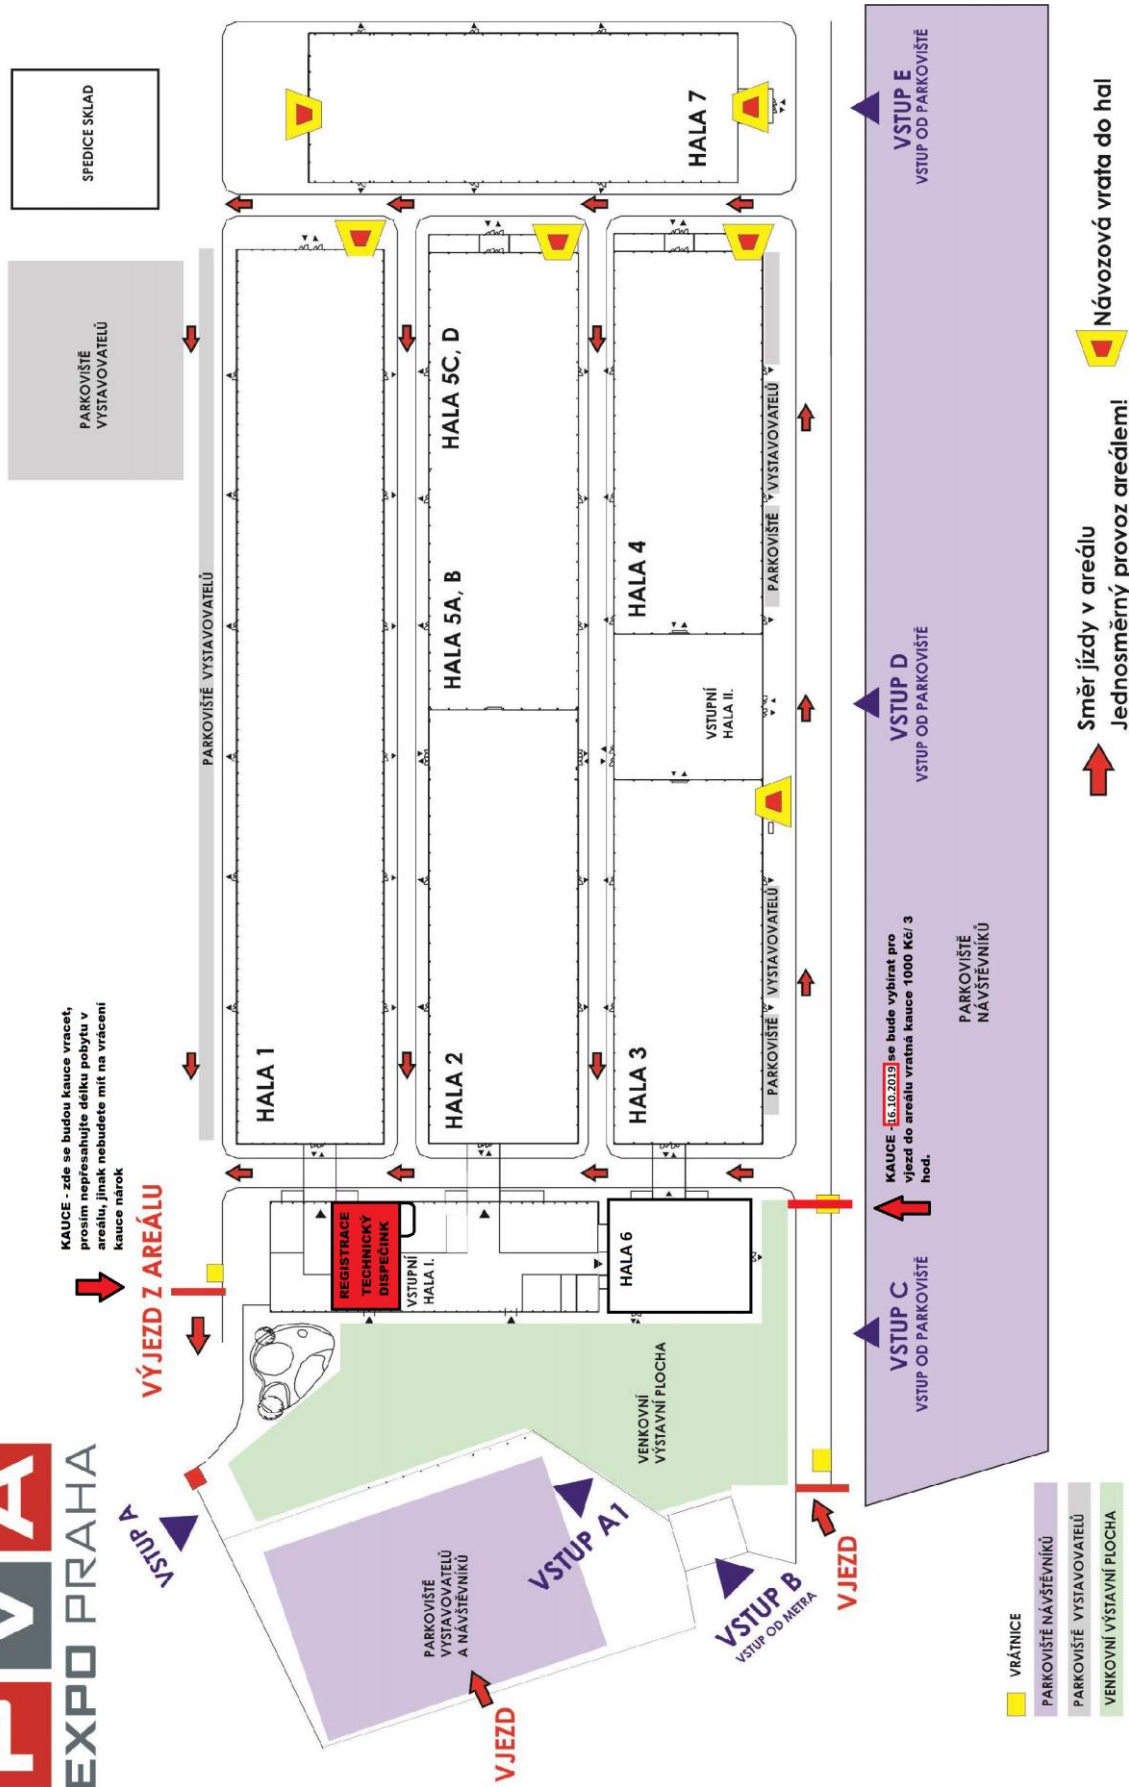 PVA
EXPO PRAHA
KAUCE - zde se budou kauce vracet,
prosím nepřesahujte délku pobytu v
areálu, jinak nebudete mít na vrácení
kauce nárok
VÝJEZD Z AREÁLU
PARKOVIŠTĚ
VYSTAVOVATELŮ
SPEDICE SKLAD
PARKOVIŠTĚ VYSTAVOVATELŮ
VSTUP A
HALA 1
HALA 2
HALA 5A, B
HALA 5C, D
HALA 7
REGISTRACE
TECHNICKÝ
DISPEČINK
VSTUPNÍ
HALA I.
HALA 6
HALA 3
VSTUPNÍ
HALA II.
HALA 4
PARKOVIŠTĚ VYSTAVOVATELŮ
PARKOVIŠTĚ VYSTAVOVATELŮ
PARKOVIŠTĚ
VYSTAVOVATELŮ
A NÁVŠTĚVNÍKŮ
VJEZD
VSTUP A1
VENKOVNÍ
VÝSTAVNÍ PLOCHA
VSTUP B
VSTUP OD METRA
VJEZD
VSTUP C
VSTUP OD PARKOVIŠTĚ
KAUCE - 16.10.2019 se bude vybírat pro
vjezd do areálu vratná kauce 1000 Kč/ 3
hod.
VSTUP D
VSTUP OD PARKOVIŠTĚ
VSTUP E
VSTUP OD PARKOVIŠTĚ
PARKOVIŠTĚ
NÁVŠTĚVNÍKŮ
VRÁTNICE
PARKOVIŠTĚ NÁVŠTĚVNÍKŮ
PARKOVIŠTĚ VYSTAVOVATELŮ
VENKOVNÍ VÝSTAVNÍ PLOCHA
Směr jízdy v areálu
Jednosměrný provoz areálem!
Návozová vrata do hal